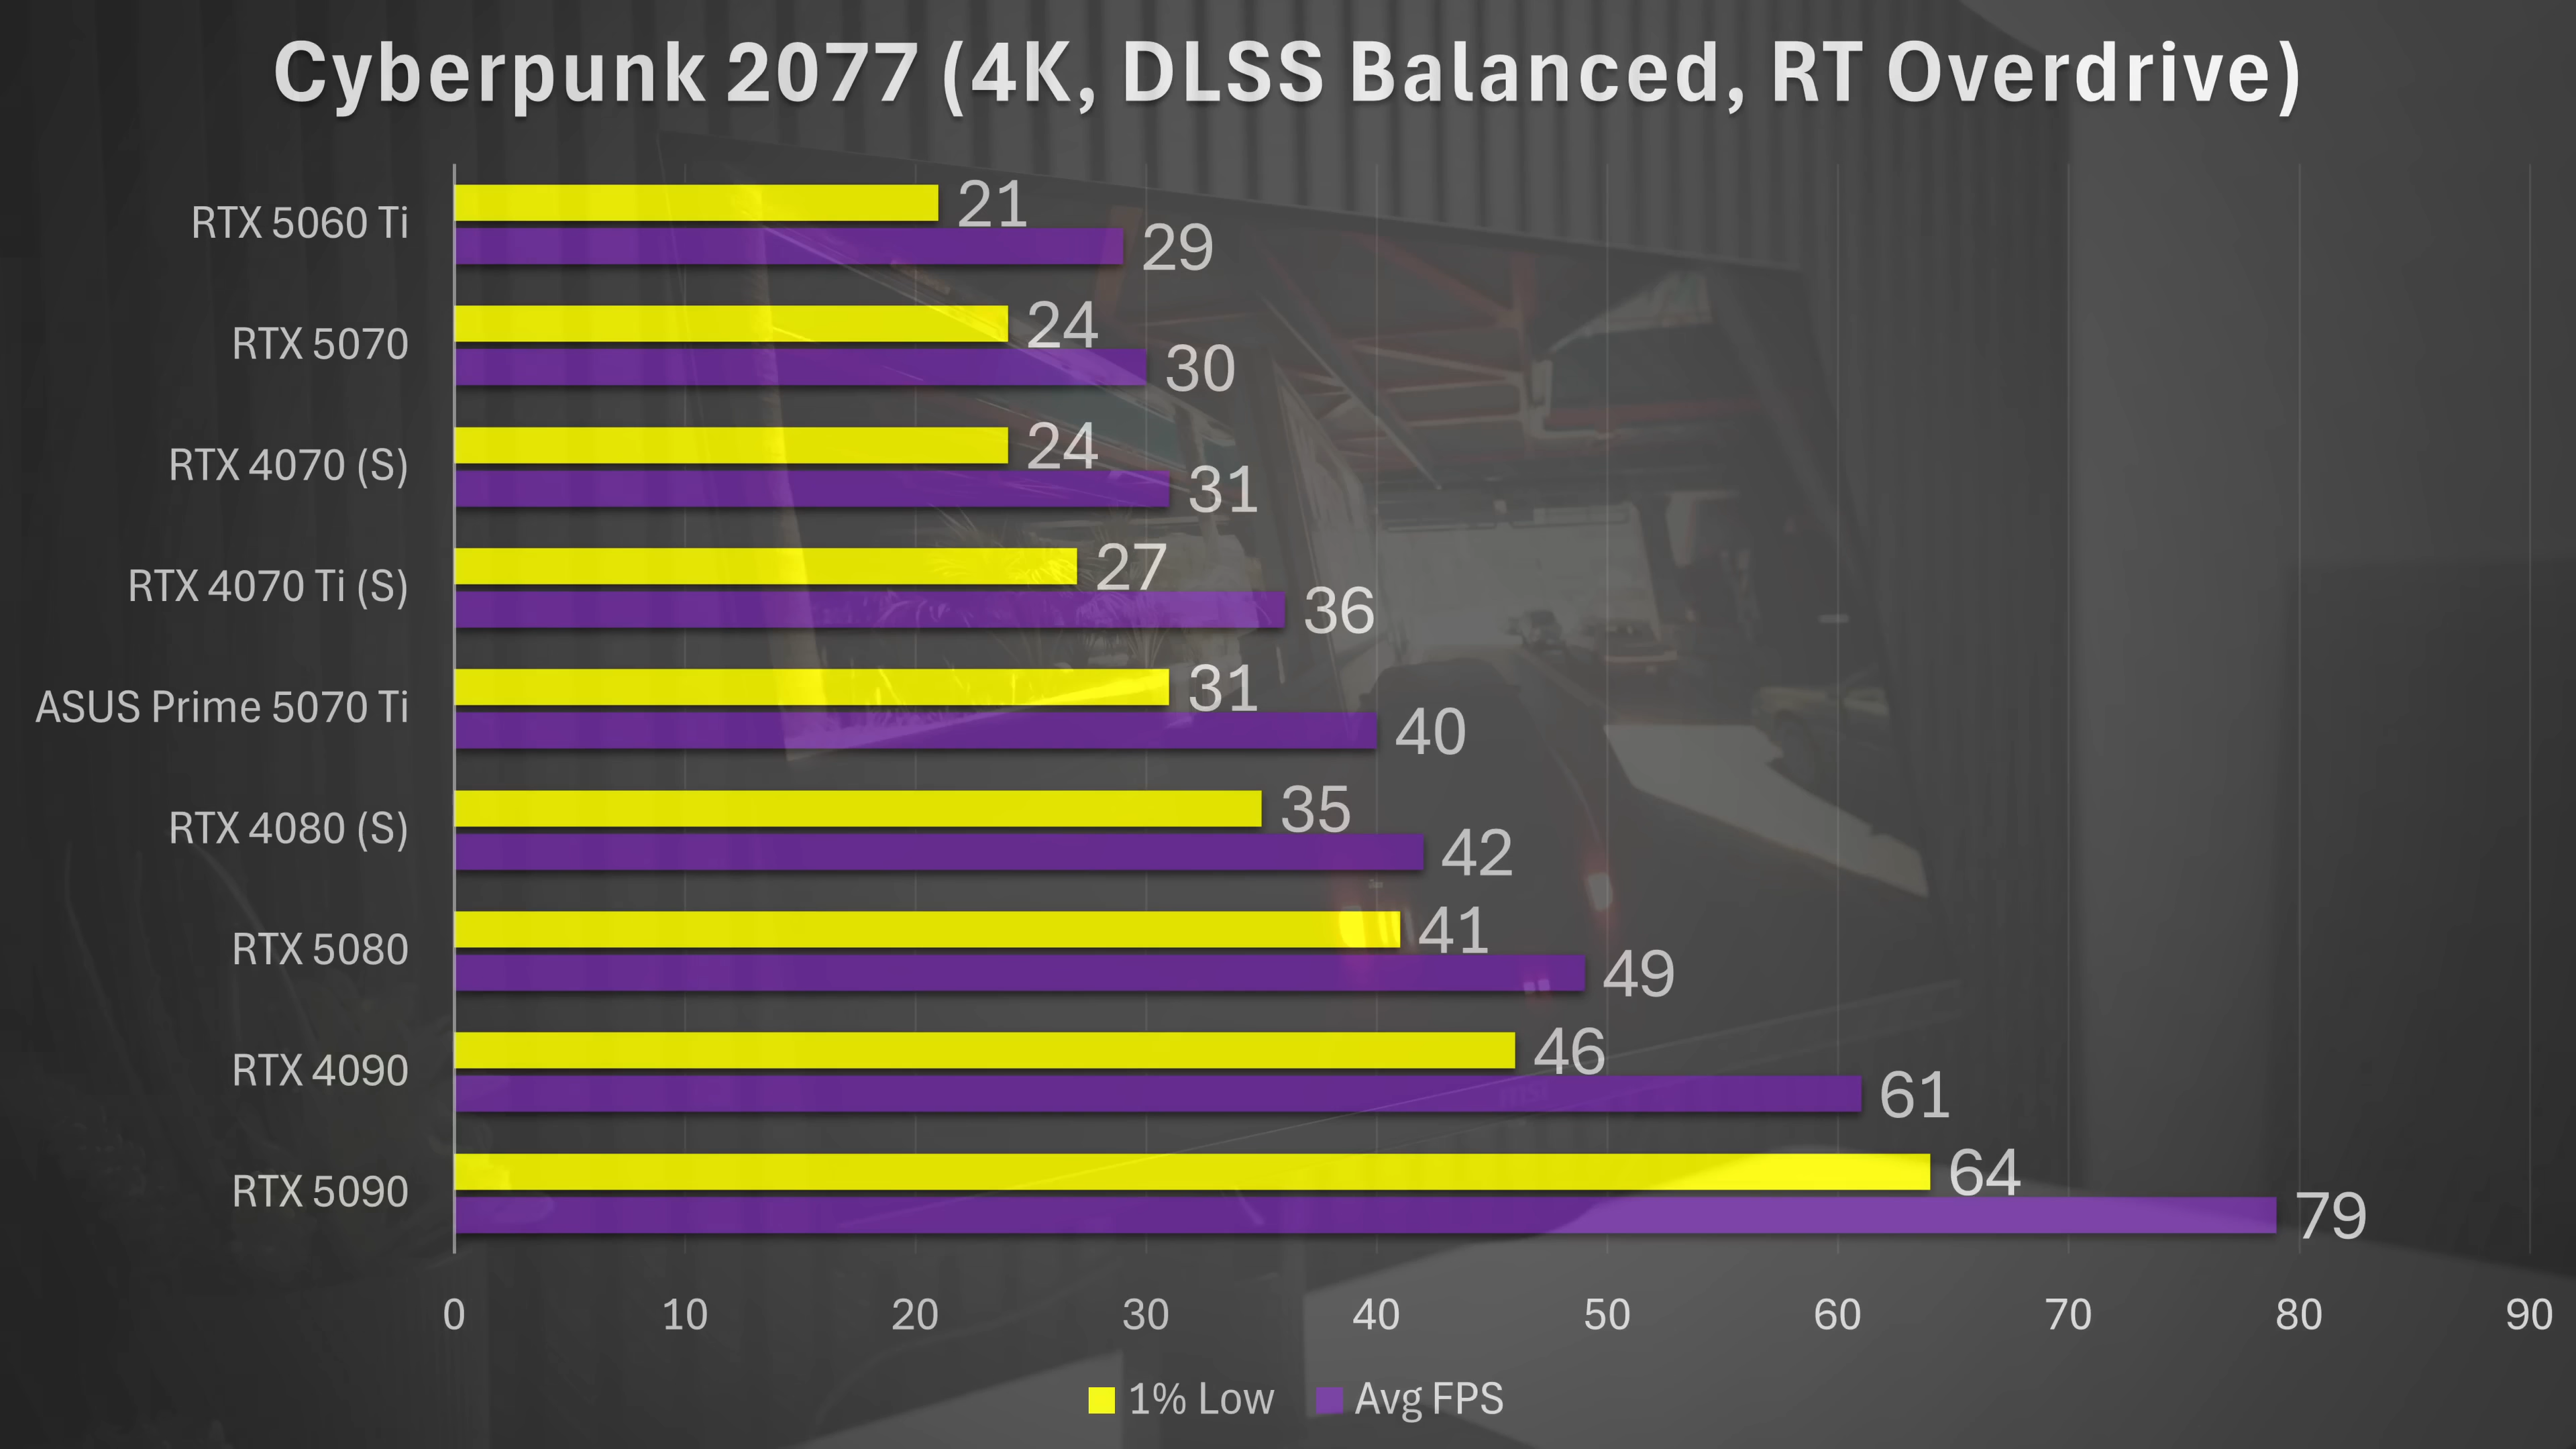 Cyberpunk 2077 (4K, DLSS Balanced, RT Overdrive)
RTX 5060 Ti
21
29
RTX 5070
24
30
RTX 4070 (S)
24
31
RTX 4070 Ti (S)
27
36
ASUS Prime 5070 Ti
31
40
RTX 4080 (S)
35
42
RTX 5080
41
49
RTX 4090
46
61
RTX 5090
64
79
0 10 20 30 40 50 60 70 80 90
1% Low Avg FPS